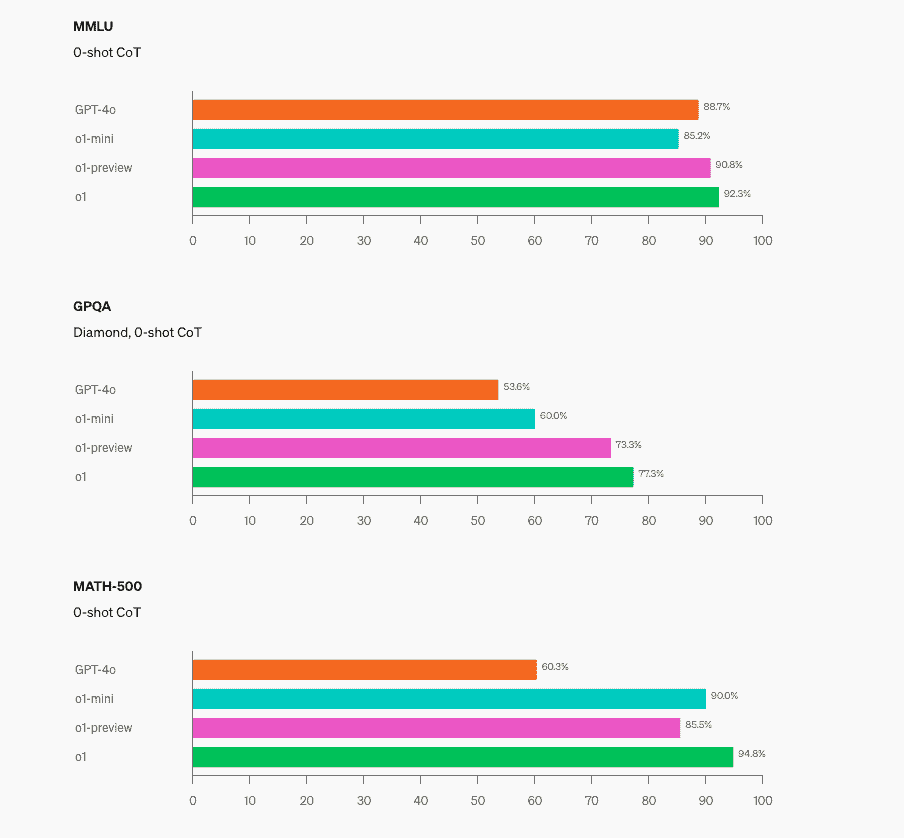 MMLU
0-shot CoT
GPT-4o 88.7%
o1-mini 85.2%
o1-preview 90.8%
o1 92.3%
0 10 20 30 40 50 60 70 80 90 100
GPQA
Diamond, 0-shot CoT
GPT-4o 53.6%
o1-mini 60.0%
o1-preview 73.3%
o1 77.3%
0 10 20 30 40 50 60 70 80 90 100
MATH-500
0-shot CoT
GPT-4o 60.3%
o1-mini 90.0%
o1-preview 85.5%
o1 94.8%
0 10 20 30 40 50 60 70 80 90 100